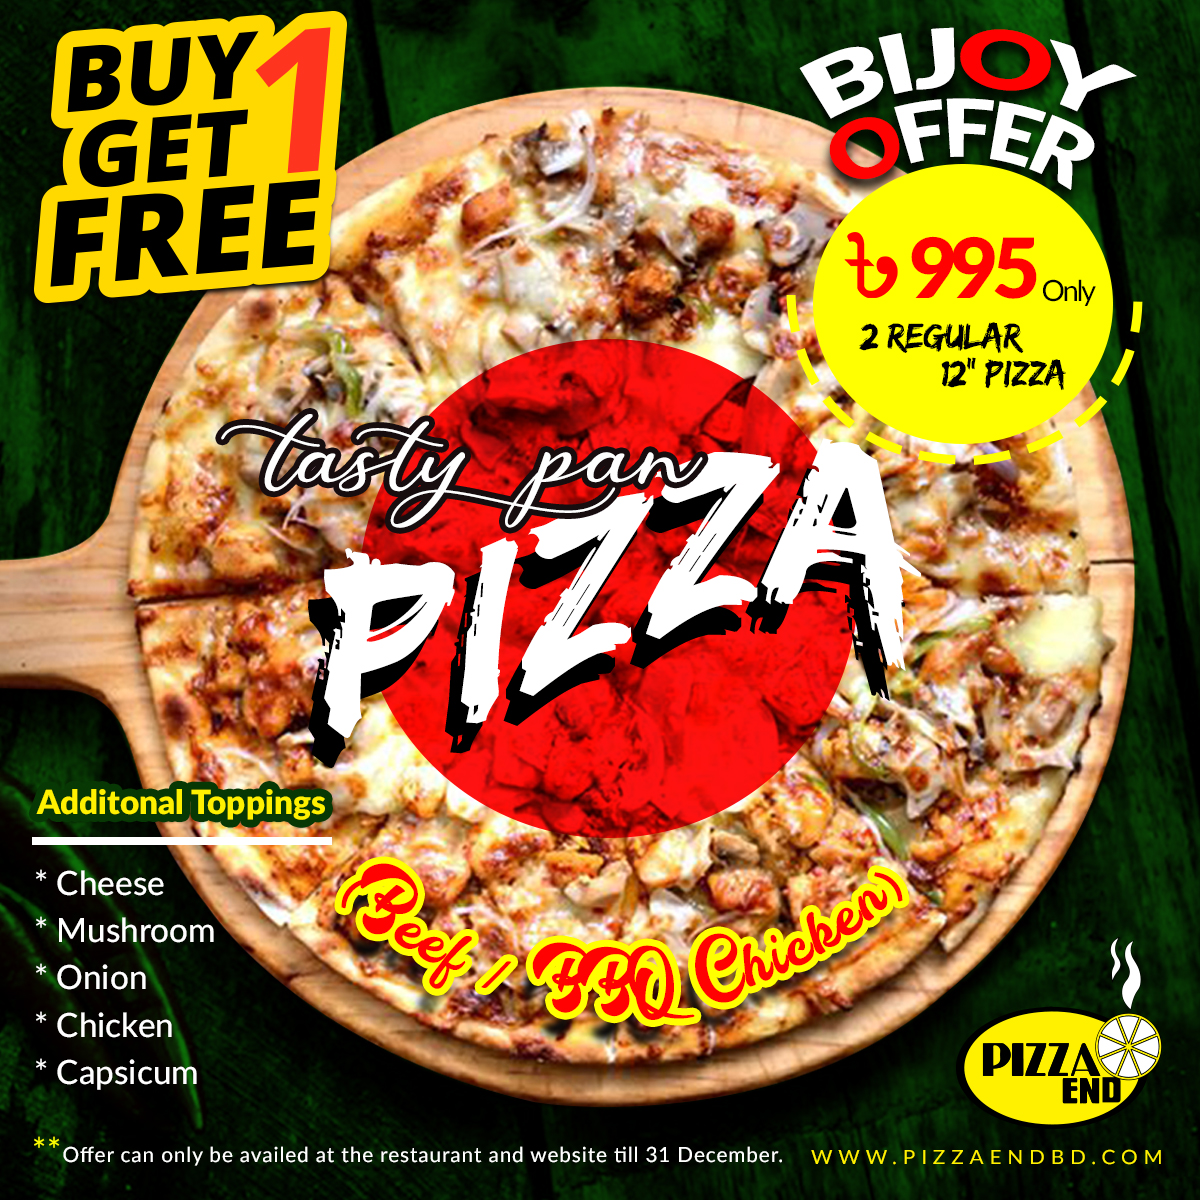 BUY 1
GET
FREE
BIJOY
OFFER
৳ 995 Only
2 REGULAR
12" PIZZA
tasty pan
PIZZA
Additonal Toppings
* Cheese
* Mushroom
* Onion
* Chicken
* Capsicum
(Beef / BBQ Chicken)
PIZZA
END
**Offer can only be availed at the restaurant and website till 31 December.
WWW.PIZZAENDBD.COM